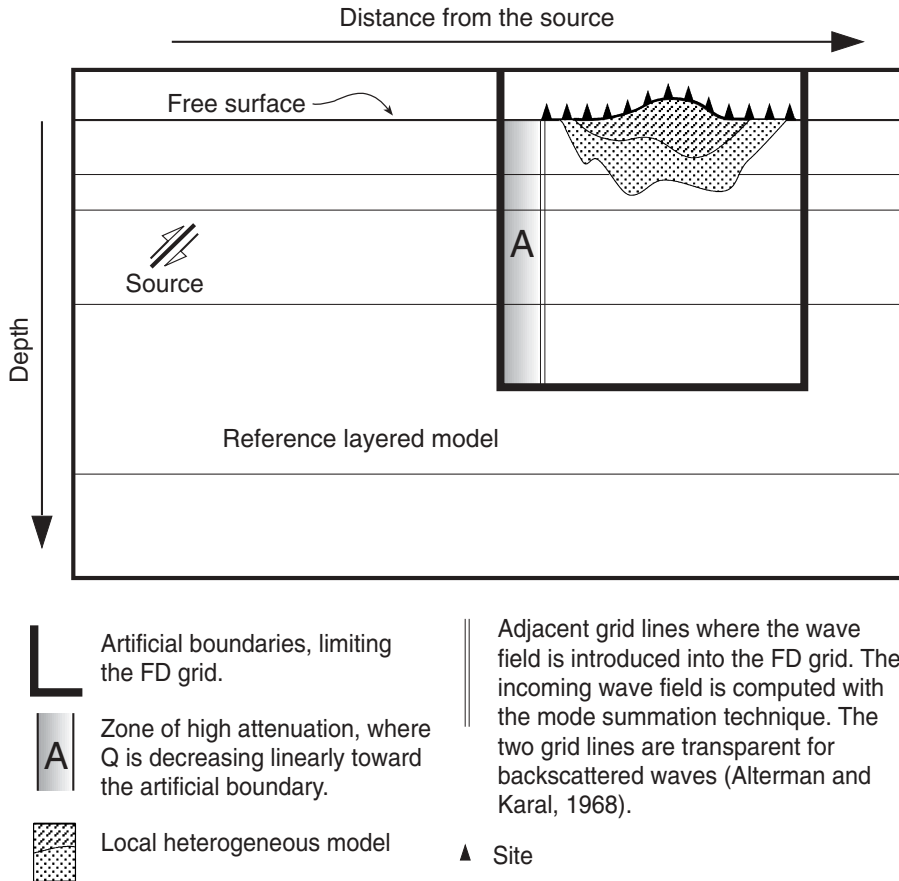 Distance from the source
Free surface
A
Source
Depth
Reference layered model
Artificial boundaries, limiting
the FD grid.
A
Zone of high attenuation, where
Q is decreasing linearly toward
the artificial boundary.
Local heterogeneous model
Adjacent grid lines where the wave
field is introduced into the FD grid. The
incoming wave field is computed with
the mode summation technique. The
two grid lines are transparent for
backscattered waves (Alterman and
Karal, 1968).
Site